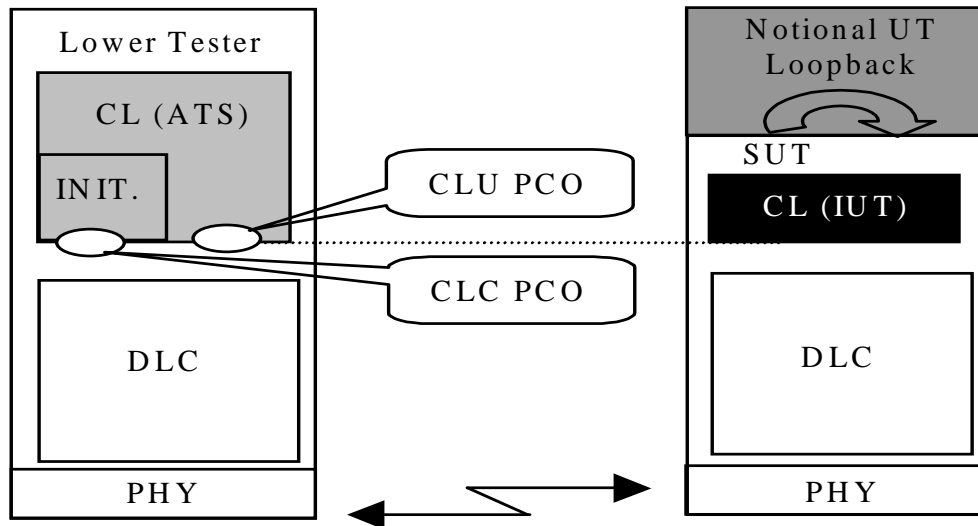 Lower Tester
CL (ATS)
INIT.
CLU PCO
CLC PCO
DLC
PHY
Notional UT
Loopback
SUT
CL (IUT)
DLC
PHY